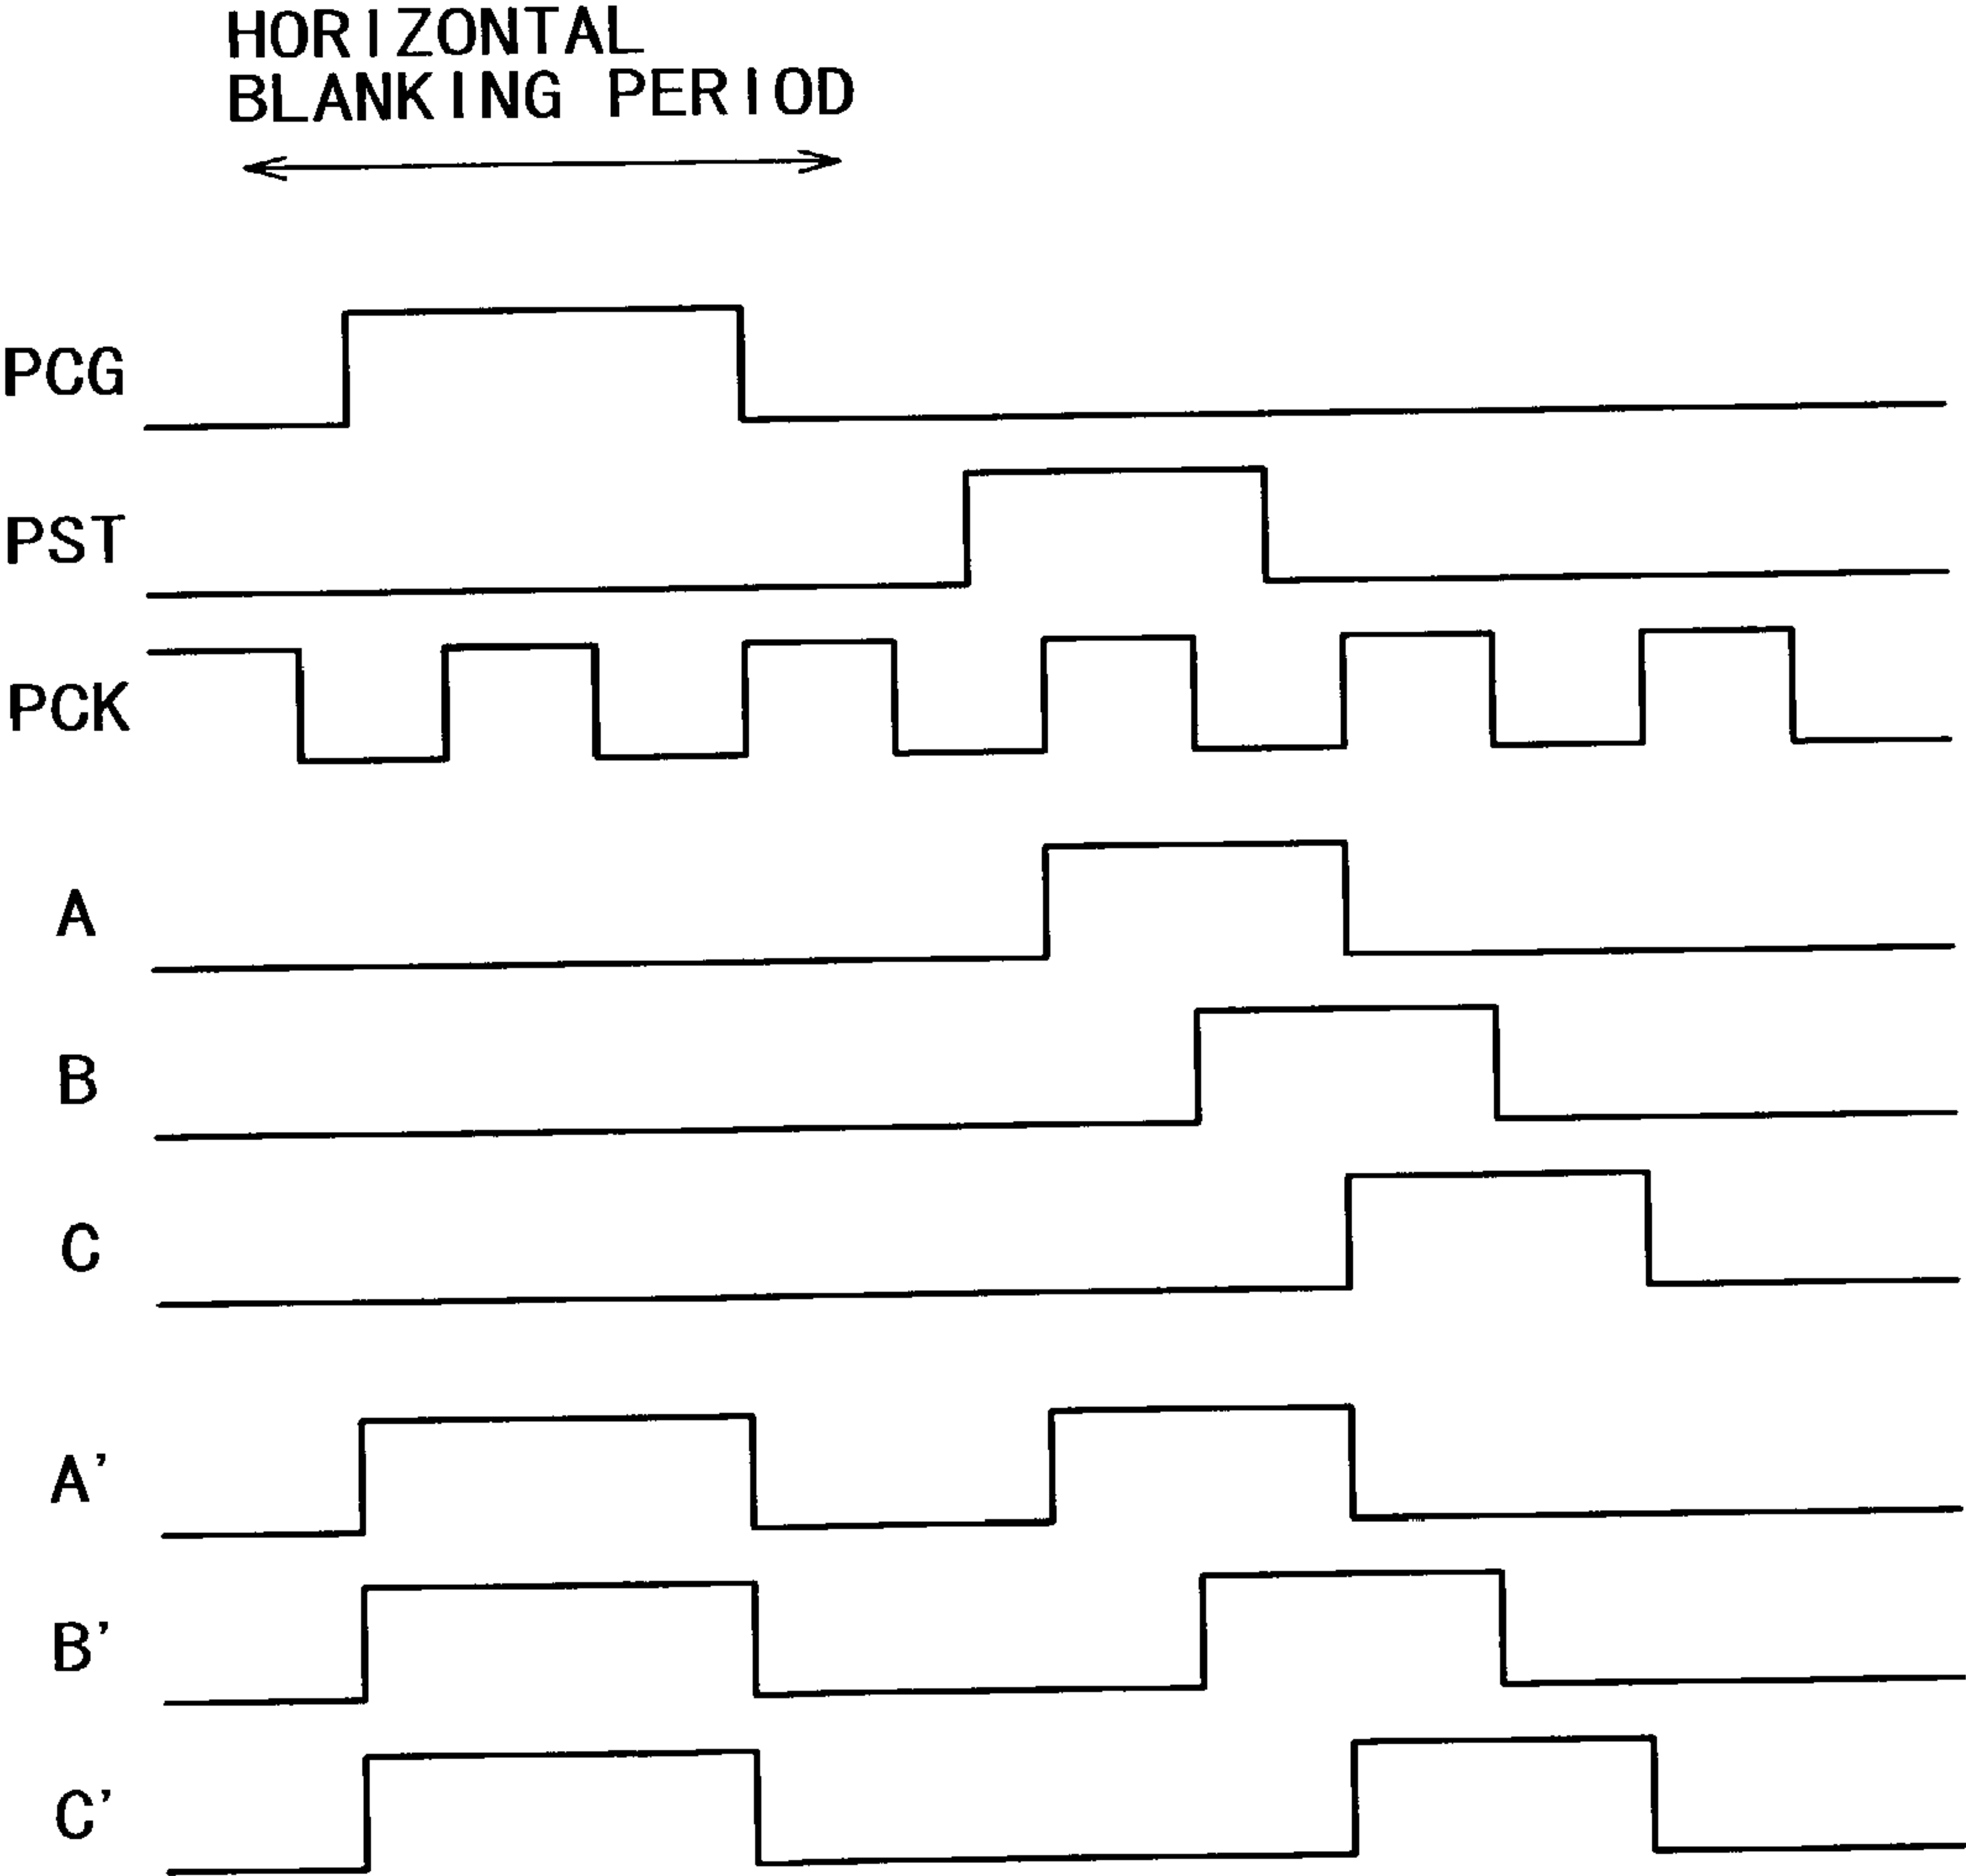 HORIZONTAL
BLANKING PERIOD
PCG
PST
PCK
A
B
C
A'
B'
C'